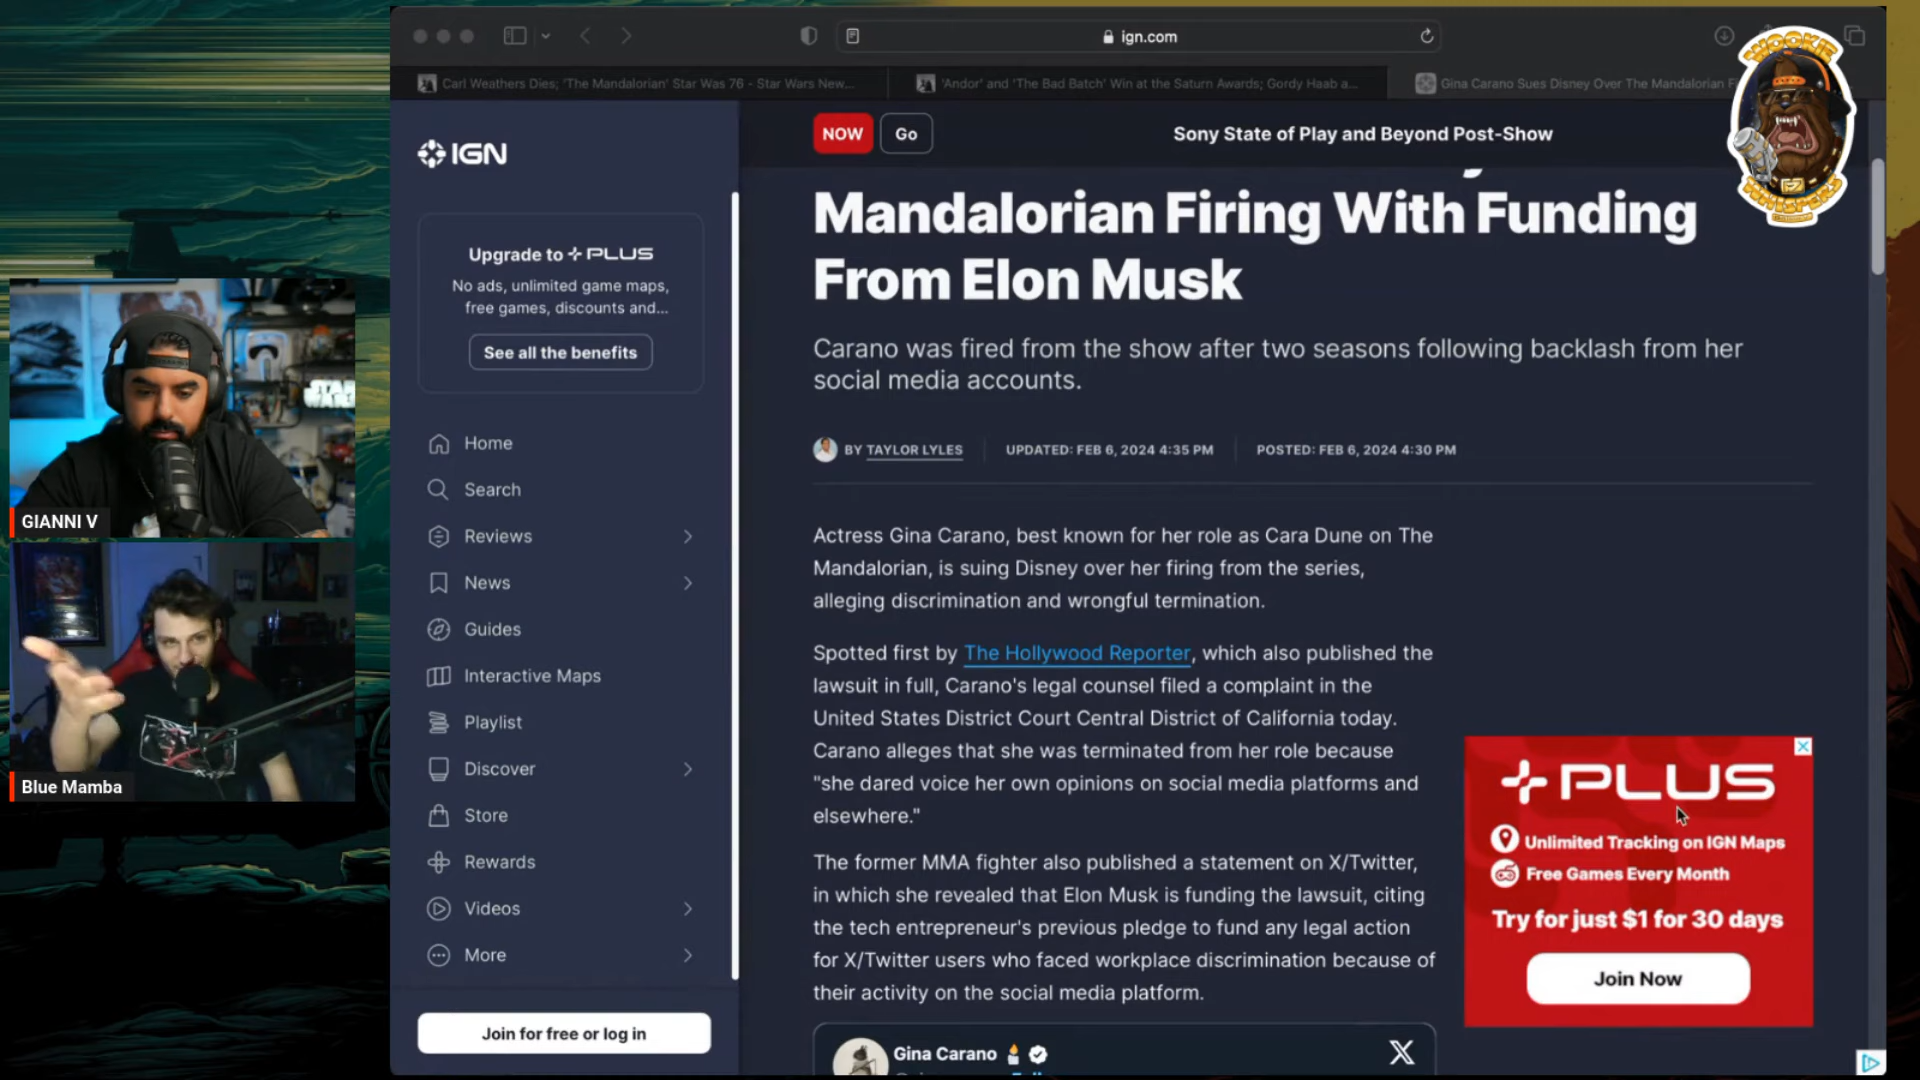 ign.com
Carl Weathers Dies; 'The Mandalorian' Star Was 76 - Star Wars New...
'Andor' and 'The Bad Batch' Win at the Saturn Awards; Gordy Haab a...
Gina Carano Sues Disney Over The Mandalorian F
WOOKIE
WHISPERS
IGN
NOW
Go
Sony State of Play and Beyond Post-Show
Upgrade to PLUS
No ads, unlimited game maps,
free games, discounts and...
See all the benefits
Home
Search
Reviews
News
Guides
Interactive Maps
Playlist
Discover
Store
Rewards
Videos
More
Join for free or log in
Mandalorian Firing With Funding
From Elon Musk
Carano was fired from the show after two seasons following backlash from her
social media accounts.
BY TAYLOR LYLES
UPDATED: FEB 6, 2024 4:35 PM
POSTED: FEB 6, 2024 4:30 PM
Actress Gina Carano, best known for her role as Cara Dune on The
Mandalorian, is suing Disney over her firing from the series,
alleging discrimination and wrongful termination.
Spotted first by The Hollywood Reporter, which also published the
lawsuit in full, Carano's legal counsel filed a complaint in the
United States District Court Central District of California today.
Carano alleges that she was terminated from her role because
"she dared voice her own opinions on social media platforms and
elsewhere."
The former MMA fighter also published a statement on X/Twitter,
in which she revealed that Elon Musk is funding the lawsuit, citing
the tech entrepreneur's previous pledge to fund any legal action
for X/Twitter users who faced workplace discrimination because of
their activity on the social media platform.
Gina Carano
PLUS
Unlimited Tracking on IGN Maps
Free Games Every Month
Try for just $1 for 30 days
Join Now
STAR
WARS
GIANNI V
Blue Mamba